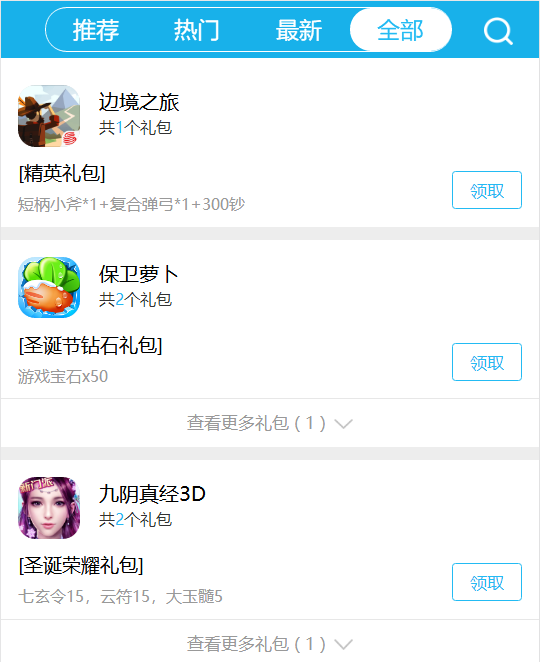 推荐 热门 最新 全部
边境之旅
共1个礼包
[精英礼包]
短柄小斧*1+复合弹弓*1+300钞
领取
保卫萝卜
共2个礼包
[圣诞节钻石礼包]
游戏宝石x50
领取
查看更多礼包 ( 1 )
新门派
九阴真经3D
共2个礼包
[圣诞荣耀礼包]
七玄令15，云符15，大玉髓5
领取
查看更多礼包 ( 1 )